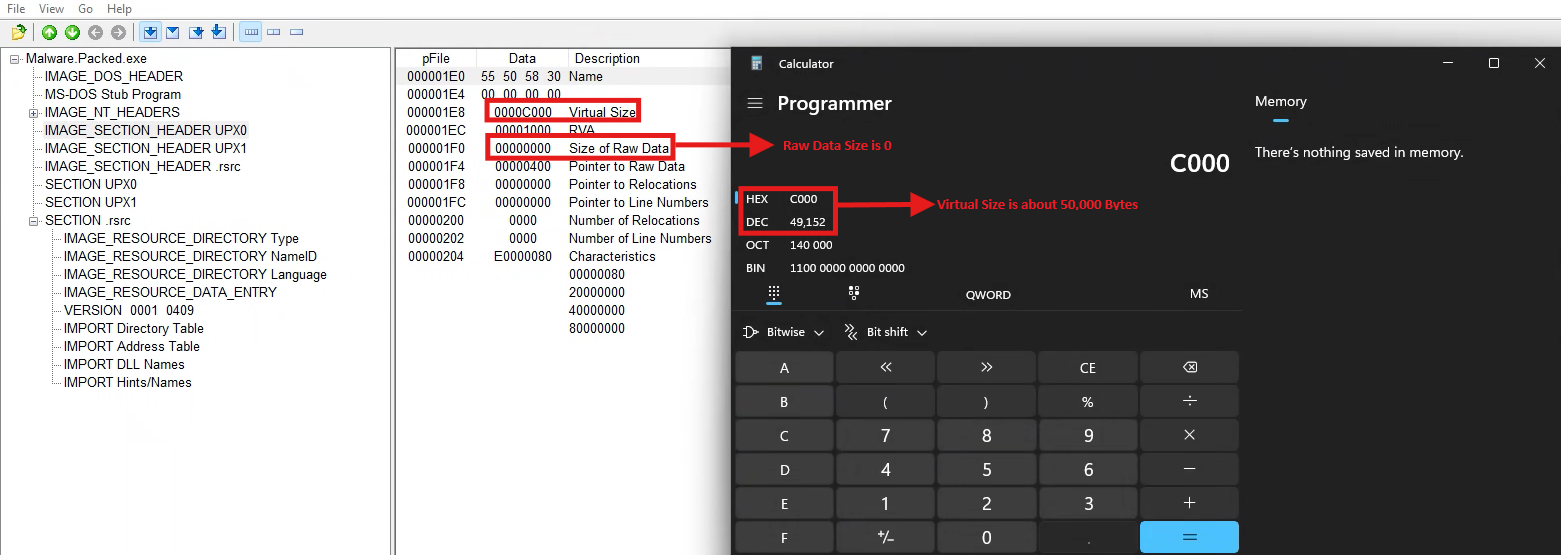 File View Go Help
Malware.Packed.exe
IMAGE_DOS_HEADER
MS-DOS Stub Program
IMAGE_NT_HEADERS
IMAGE_SECTION_HEADER UPX0
IMAGE_SECTION_HEADER UPX1
IMAGE_SECTION_HEADER .rsrc
SECTION UPX0
SECTION UPX1
SECTION .rsrc
IMAGE_RESOURCE_DIRECTORY Type
IMAGE_RESOURCE_DIRECTORY NameID
IMAGE_RESOURCE_DIRECTORY Language
IMAGE_RESOURCE_DATA_ENTRY
VERSION 0001 0409
IMPORT Directory Table
IMPORT Address Table
IMPORT DLL Names
IMPORT Hints/Names
pFile Data Description
000001E0 55 50 58 30 Name
000001E4 00 00 00 00
000001E8 0000C000 Virtual Size
000001EC 00001000 RVA
000001F0 00000000 Size of Raw Data
000001F4 00000400 Pointer to Raw Data
000001F8 00000000 Pointer to Relocations
000001FC 00000000 Pointer to Line Numbers
00000200 0000 Number of Relocations
00000202 0000 Number of Line Numbers
00000204 E0000080 Characteristics
00000080
20000000
40000000
80000000
Calculator
Programmer
Raw Data Size is 0
C000
HEX C000
DEC 49,152
OCT 140 000
BIN 1100 0000 0000 0000
Virtual Size is about 50,000 Bytes
QWORD MS
Bitwise Bit shift
A « » CE
B ( ) % ÷
C 7 8 9 ×
D 4 5 6 −
E 1 2 3 +
F +/− 0 . =
Memory
There's nothing saved in memory.